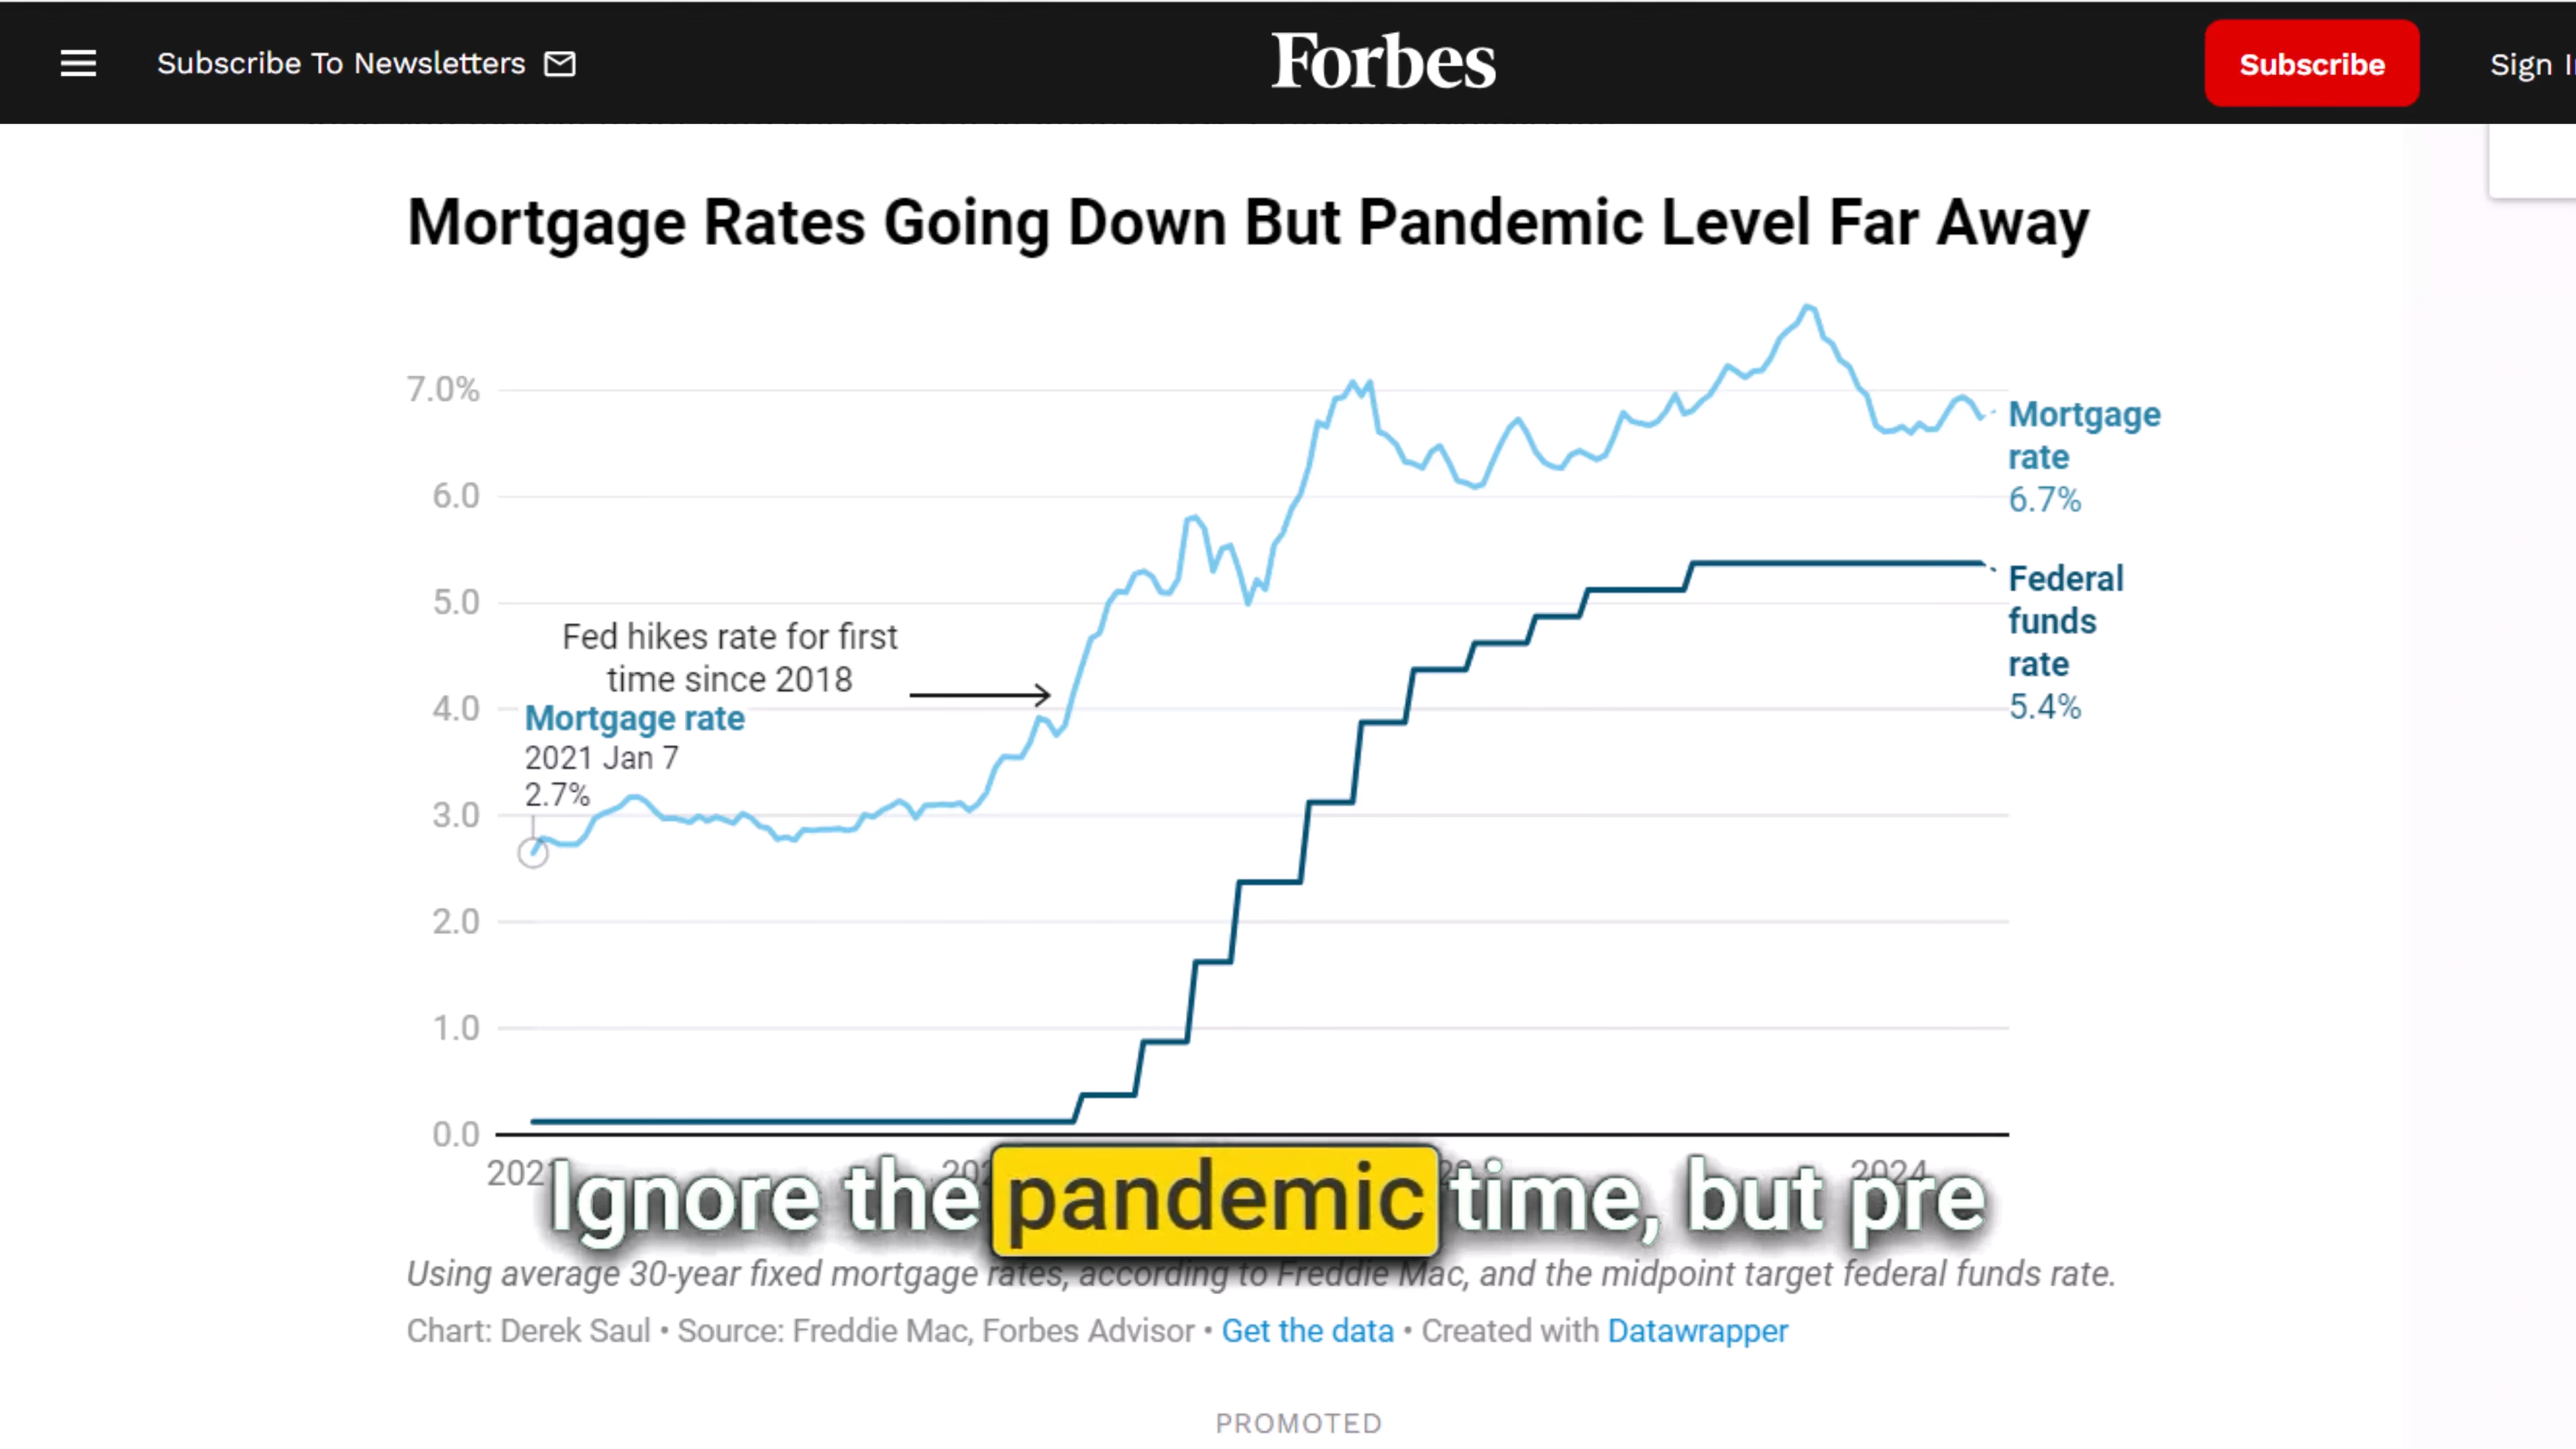 Subscribe To Newsletters
Forbes
Subscribe
Sign
Mortgage Rates Going Down But Pandemic Level Far Away
7.0%
6.0
5.0
4.0
3.0
2.0
1.0
0.0
Fed hikes rate for first
time since 2018
Mortgage rate
2021 Jan 7
2.7%
Mortgage
rate
6.7%
Federal
funds
rate
5.4%
2024
Ignore the pandemic time, but pre
Using average 30-year fixed mortgage rates, according to Freddie Mac, and the midpoint target federal funds rate.
Chart: Derek Saul • Source: Freddie Mac, Forbes Advisor • Get the data • Created with Datawrapper
PROMOTED